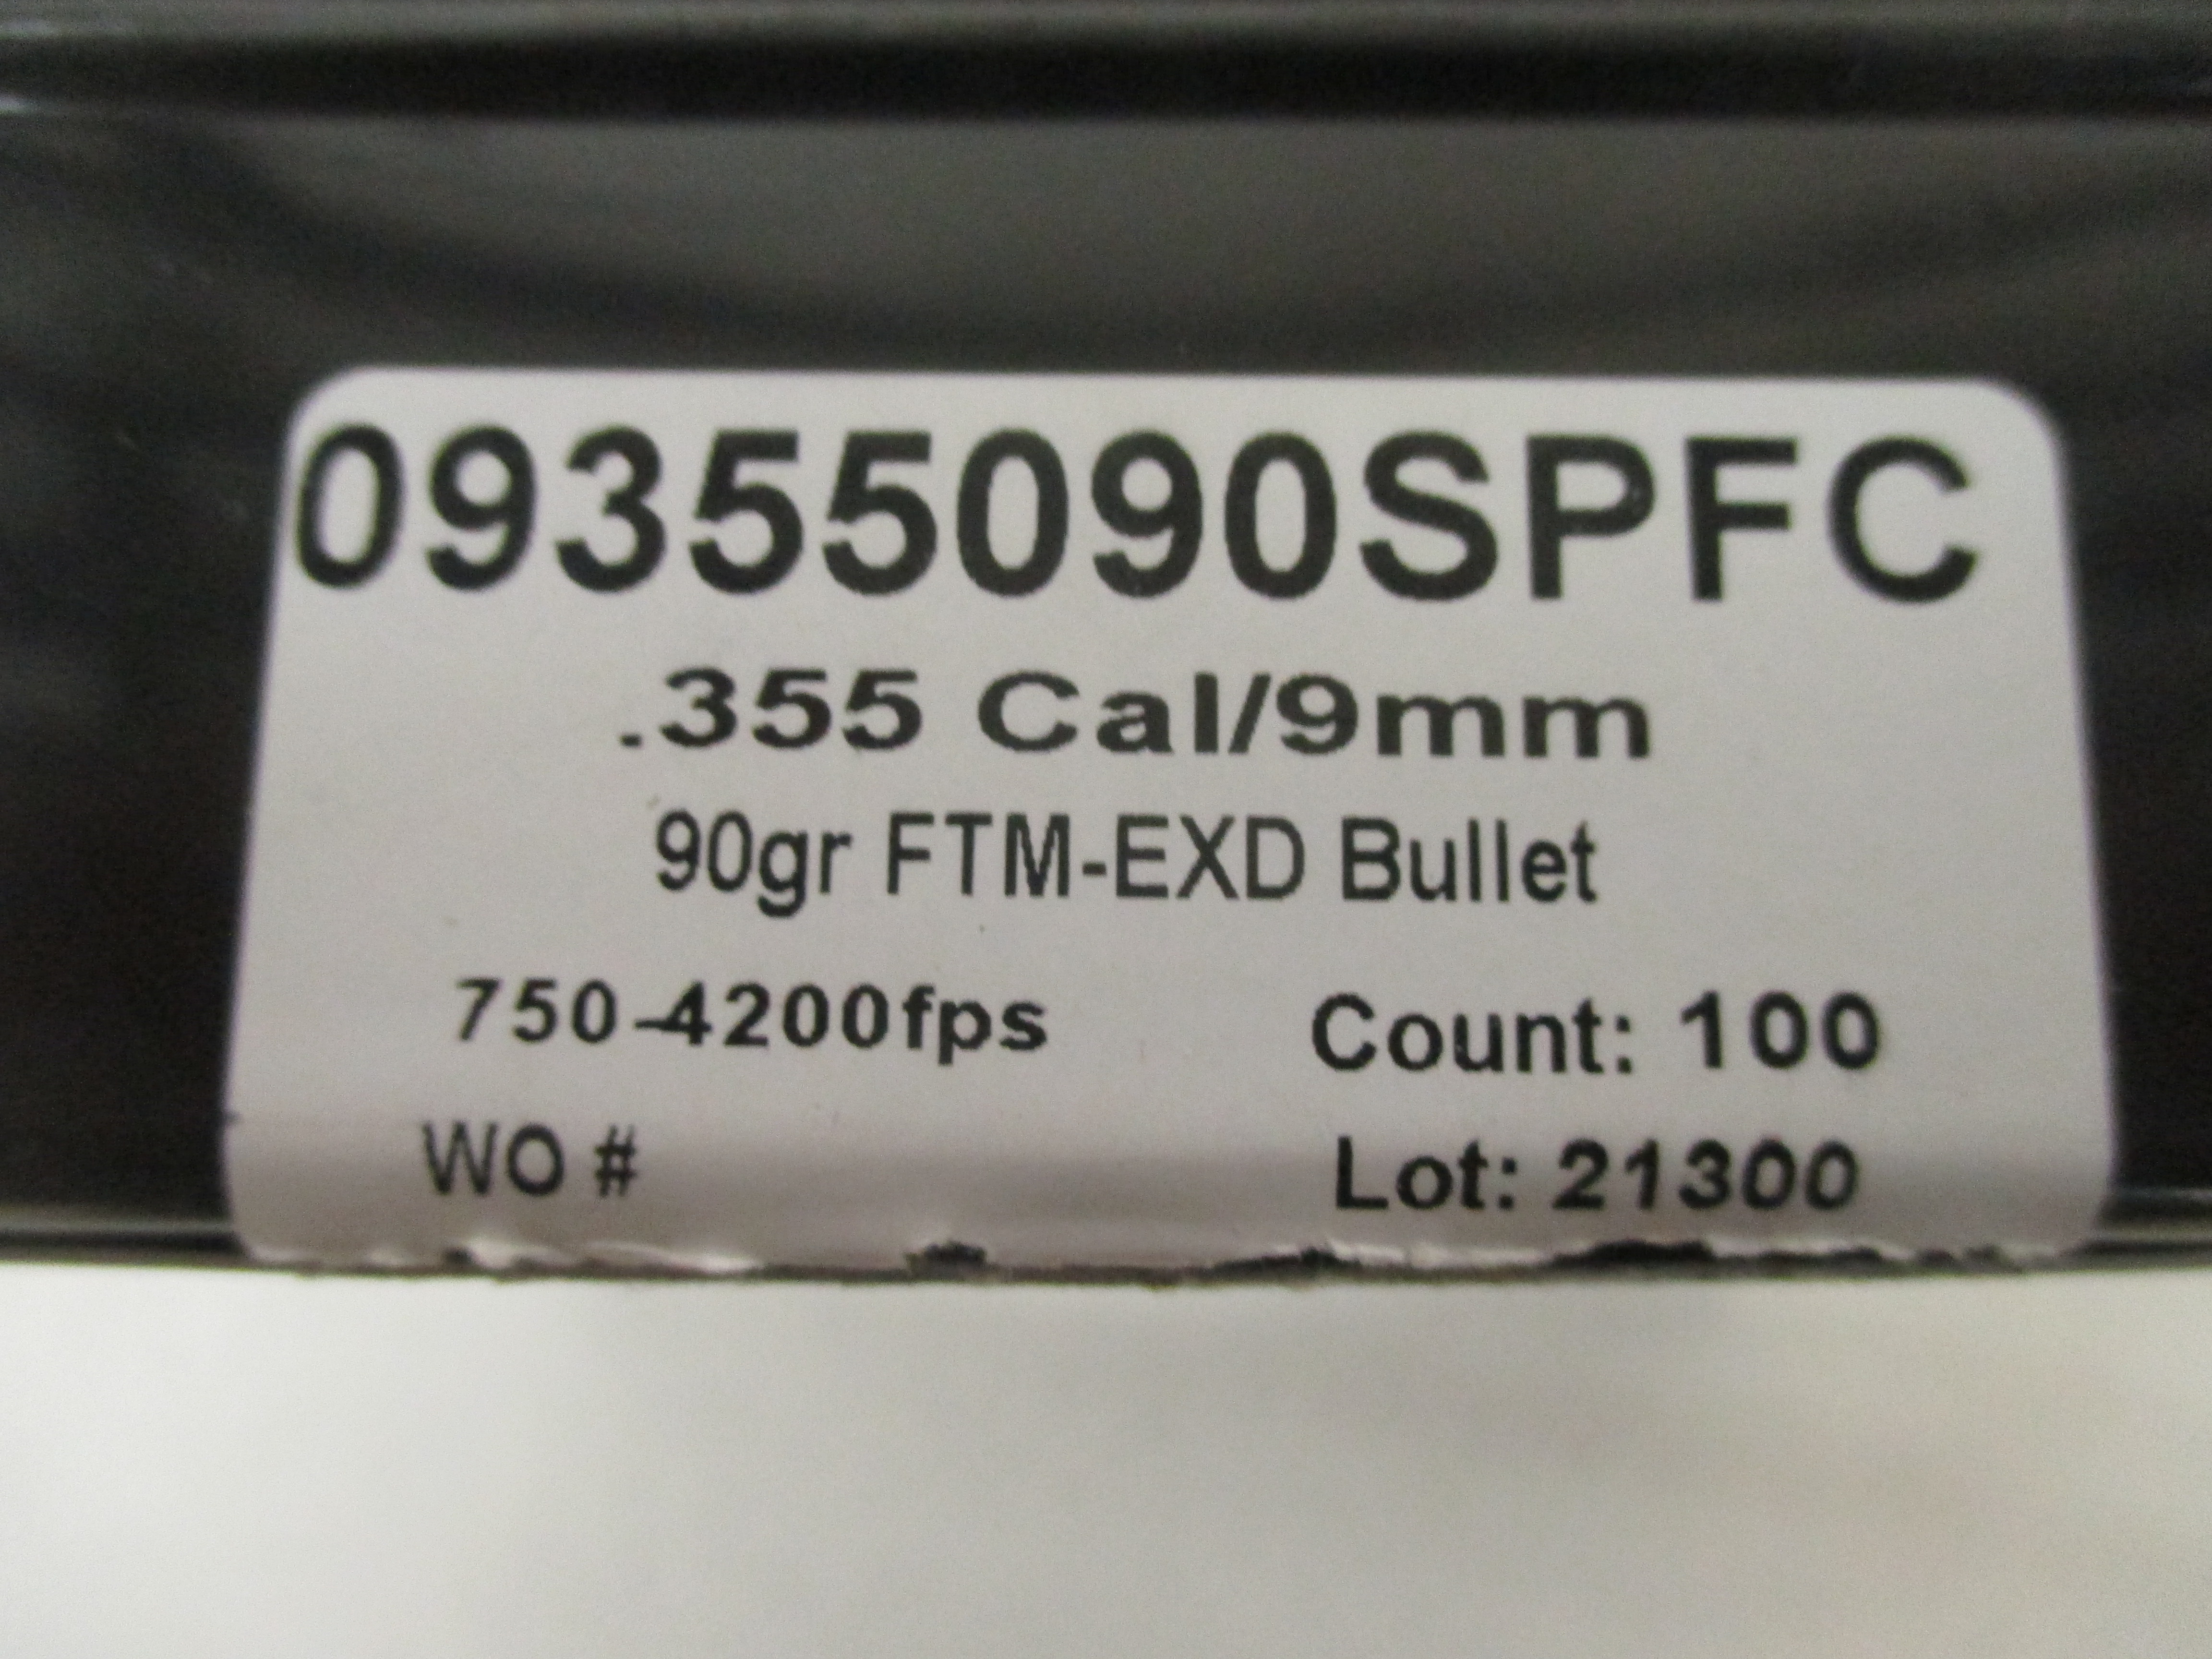 09355090SPFC
.355 Cal/9mm
90gr FTM-EXD Bullet
750-4200fps Count: 100
WO # Lot: 21300